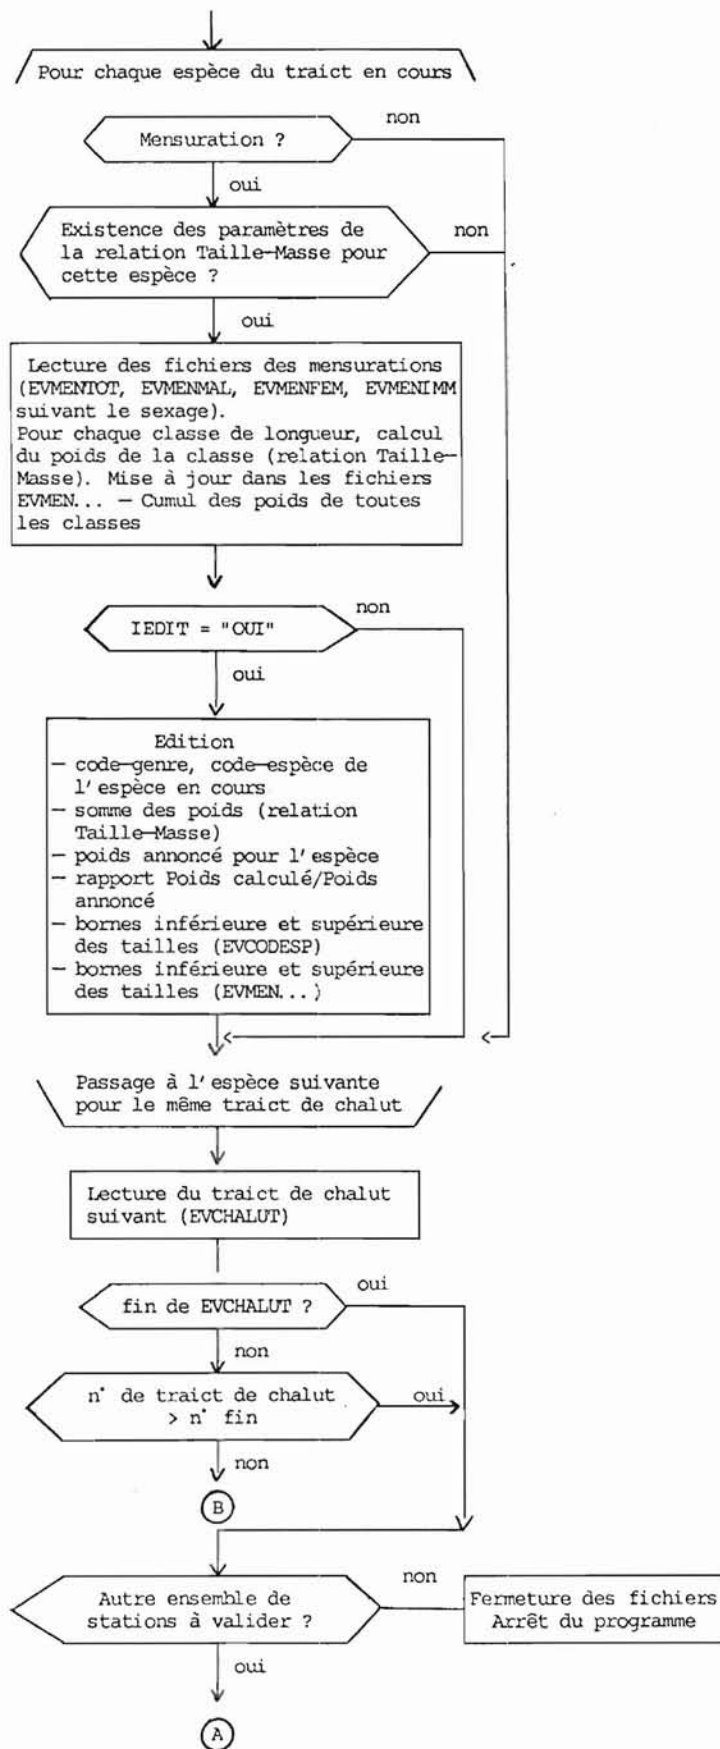 Pour chaque espèce du traict en cours
non
Mensuration ?
oui
Existence des paramètres de
la relation Taille-Masse pour
cette espèce ?
non
oui
Lecture des fichiers des mensurations
(EVMENTOT, EVMENMAL, EVMENFEM, EVMENIMM
suivant le sexage).
Pour chaque classe de longueur, calcul
du poids de la classe (relation Taille-
Masse). Mise à jour dans les fichiers
EVMEN... - Cumul des poids de toutes
les classes
non
IEDIT = "OUI"
oui
Edition
- code-genre, code-espèce de
l'espèce en cours
- somme des poids (relation
Taille-Masse)
- poids annoncé pour l'espèce
- rapport Poids calculé/Poids
annoncé
- bornes inférieure et supérieure
des tailles (EVCODESP)
- bornes inférieure et supérieure
des tailles (EVMEN...)
Passage à l'espèce suivante
pour le même traict de chalut
Lecture du traict de chalut
suivant (EVCHALUT)
oui
fin de EVCHALUT ?
non
n° de traict de chalut
> n° fin
oui
non
B
Autre ensemble de
stations à valider ?
non
Fermeture des fichiers
Arrêt du programme
oui
A